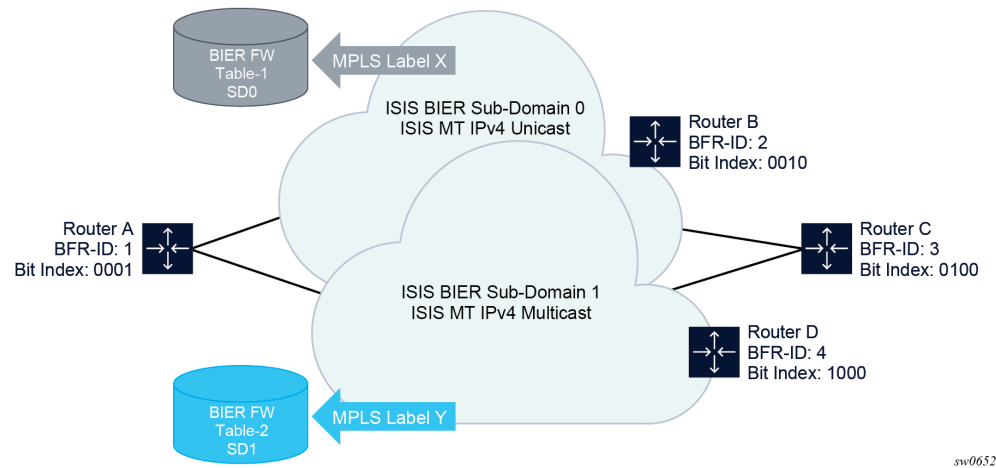 BIER FW
Table-1
SD0
MPLS Label X
ISIS BIER Sub-Domain 0
ISIS MT IPv4 Unicast
Router B
BFR-ID: 2
Bit Index: 0010
Router A
BFR-ID: 1
Bit Index: 0001
Router C
BFR-ID: 3
Bit Index: 0100
ISIS BIER Sub-Domain 1
ISIS MT IPv4 Multicast
Router D
BFR-ID: 4
Bit Index: 1000
BIER FW
Table-2
SD1
MPLS Label Y
sw0652